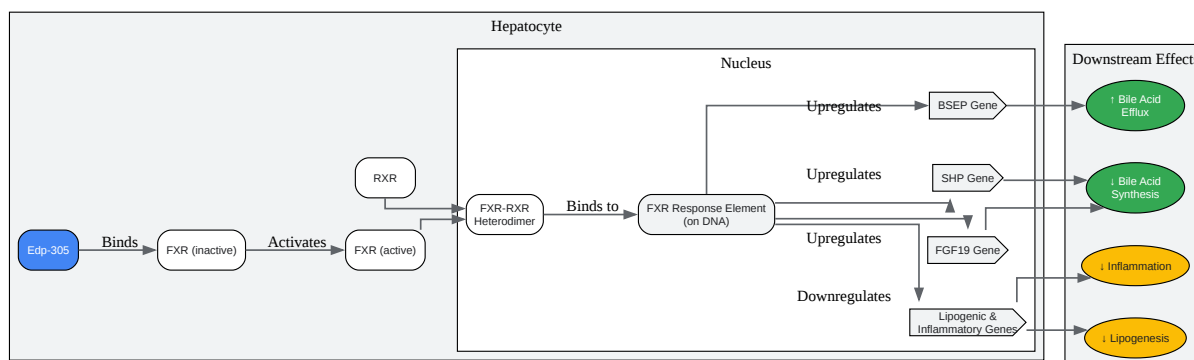 Hepatocyte
Nucleus
Downstream Effect
Upregulates
BSEP Gene
↑ Bile Acid
Efflux
RXR
Upregulates
SHP Gene
↓ Bile Acid
Synthesis
FXR-RXR
Heterodimer
Binds to
FXR Response Element
(on DNA)
Edp-305
Binds
FXR (inactive)
Activates
FXR (active)
Upregulates
FGF19 Gene
↓ Inflammation
Downregulates
Lipogenic &
Inflammatory Genes
↓ Lipogenesis